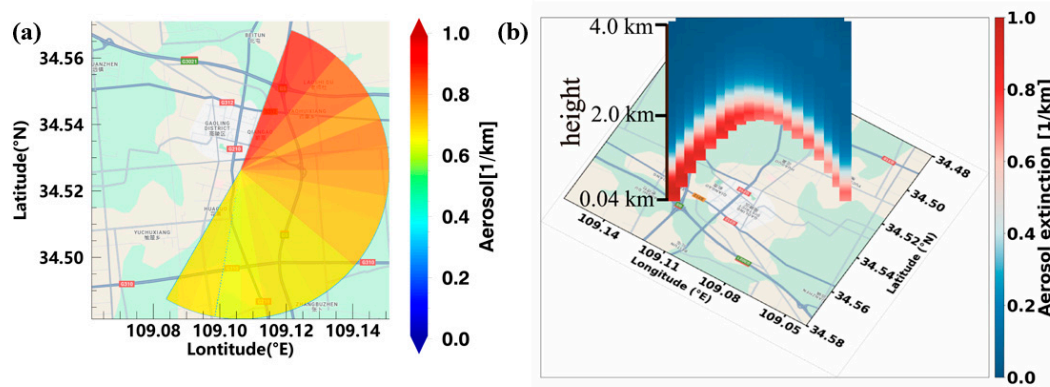 (a)
34.56
34.54
34.52
34.50
Latitude(°N)
109.08
109.10
109.12
109.14
Lontitude(°E)
BEITUN
GAOLING
DISTRICT
YUCHUXIANG
1.0
0.8
0.6
0.4
0.2
0.0
Aerosol[1/km]
(b)
4.0 km
2.0 km
0.04 km
height
109.14
109.11
109.08
109.05
Longitude (°E)
34.48
34.50
34.52
34.54
34.56
34.58
Latitude (°N)
1.0
0.8
0.6
0.4
0.2
0.0
Aerosol extinction [1/km]